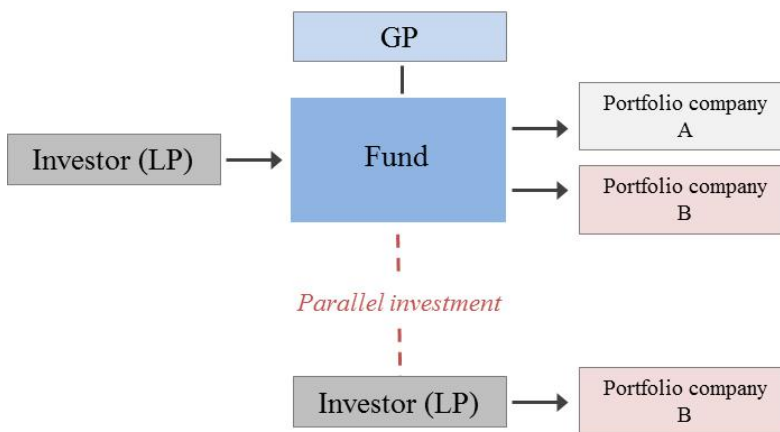 GP
Portfolio company
A
Investor (LP)
Fund
Portfolio company
B
Parallel investment
Investor (LP)
Portfolio company
B